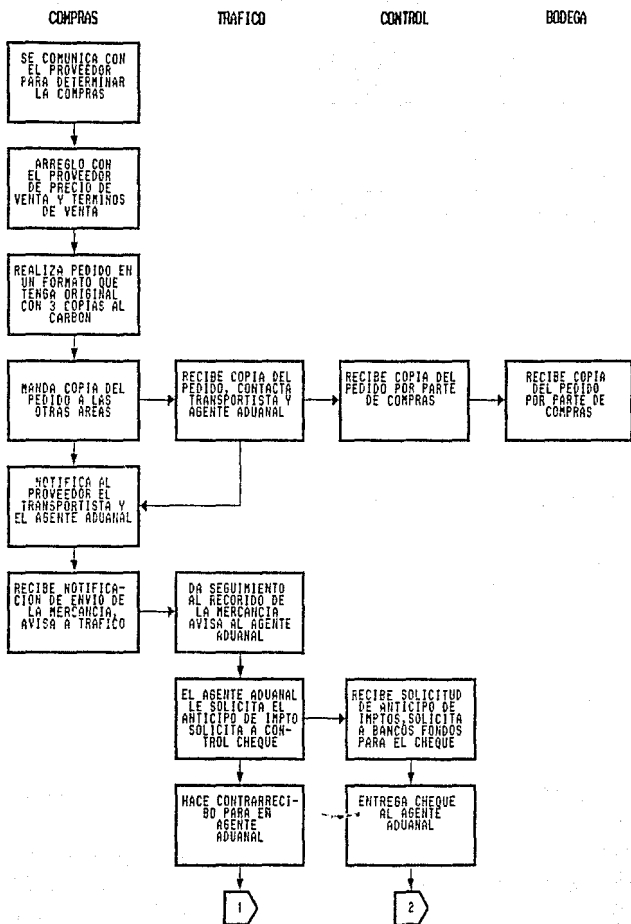 COMPRAS TRAFICO CONTROL BODEGA
SE COMUNICA CON
EL PROVEEDOR
PARA DETERMINAR
LA COMPRAS
ARREGLO CON
EL PROVEEDOR
DE PRECIO DE
VENTA Y TERMINOS
DE VENTA
REALIZA PEDIDO EN
UN FORMATO QUE
TENGA ORIGINAL
CON 3 COPIAS AL
CARBON
MANDA COPIA DEL
PEDIDO A LAS
OTRAS AREAS
RECIBE COPIA DEL
PEDIDO, CONTACTA
TRANSPORTISTA Y
AGENTE ADUANAL
RECIBE COPIA DEL
PEDIDO POR PARTE
DE COMPRAS
RECIBE COPIA
DEL PEDIDO
POR PARTE DE
COMPRAS
NOTIFICA AL
PROVEEDOR EL
TRANSPORTISTA Y
EL AGENTE ADUANAL
RECIBE NOTIFICA-
CION DE ENVIO DE
LA MERCANCIA,
AVISA A TRAFICO
DA SEGUIMIENTO
AL RECORIDO DE
LA MERCANCIA
AVISA AL AGENTE
ADUANAL
EL AGENTE ADUANAL
LE SOLICITA EL
ANTICIPO DE IMPTO
SOLICITA A CON-
TROL CHEQUE
RECIBE SOLICITUD
DE ANTICIPO DE
IMPTOS,SOLICITA
A BANCOS FONDOS
PARA EL CHEQUE
HACE CONTRARRECI-
BO PARA EN
AGENTE
ADUANAL
ENTREGA CHEQUE
AL AGENTE
ADUANAL
1
2